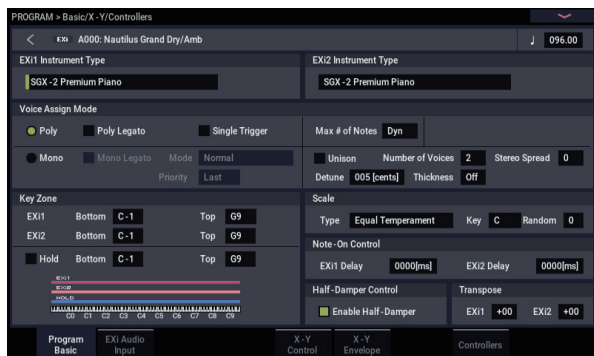 PROGRAM > Basic/X-Y/Controllers
< EXi A000: Nautilus Grand Dry/Amb ♩ 096.00
EXi1 Instrument Type EXi2 Instrument Type
SGX-2 Premium Piano SGX-2 Premium Piano
Voice Assign Mode
Poly Poly Legato Single Trigger Max # of Notes Dyn
Mono Mono Legato Mode Normal Unison Number of Voices 2 Stereo Spread 0
Priority Last Detune 005 [cents] Thickness Off
Key Zone Scale
EXi1 Bottom C-1 Top G9 Type Equal Temperament Key C Random 0
EXi2 Bottom C-1 Top G9 Note-On Control
Hold Bottom C-1 Top G9 EXi1 Delay 0000[ms] EXi2 Delay 0000[ms]
EXi1
EXi2 Half-Damper Control Transpose
HOLD Enable Half-Damper EXi1 +00 EXi2 +00
C0 C1 C2 C3 C4 C5 C6 C7 C8 C9
Program Basic EXi Audio Input X-Y Control X-Y Envelope Controllers